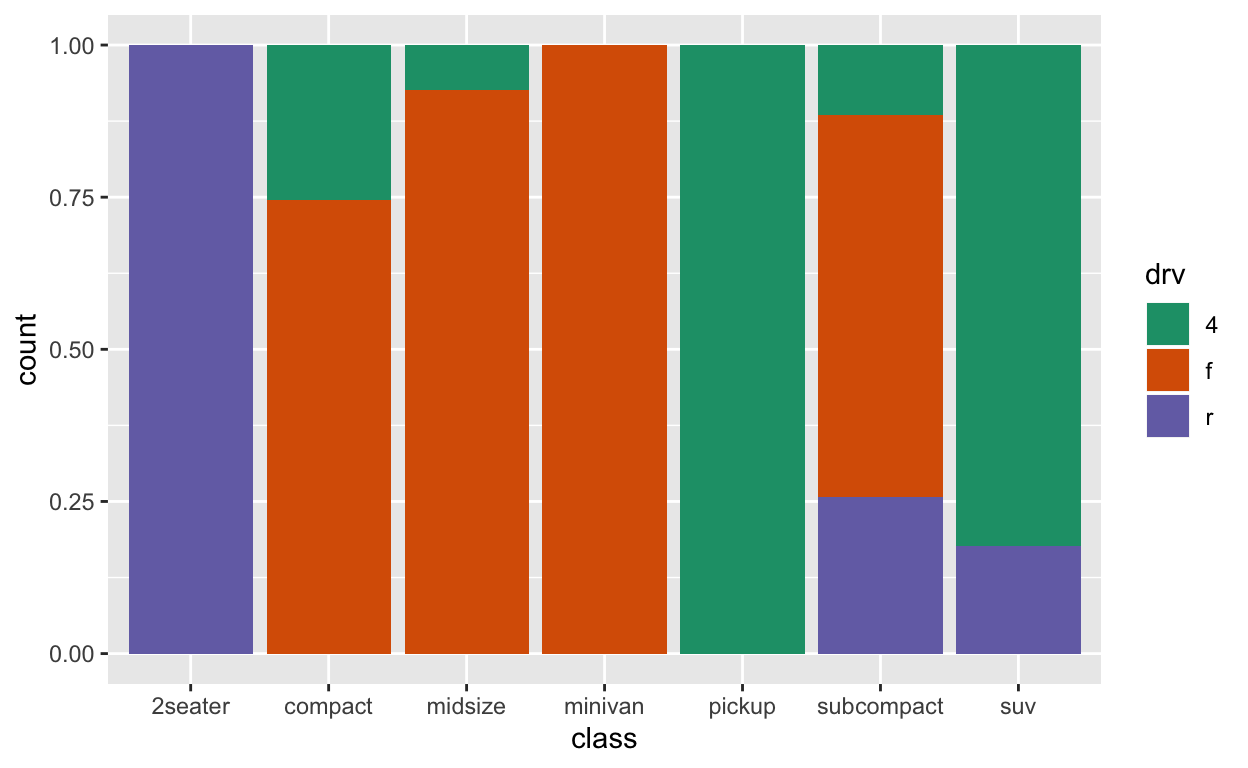 1.00
0.75
0.50
0.25
0.00
count
2seater compact midsize minivan pickup subcompact suv
class
drv
4
f
r